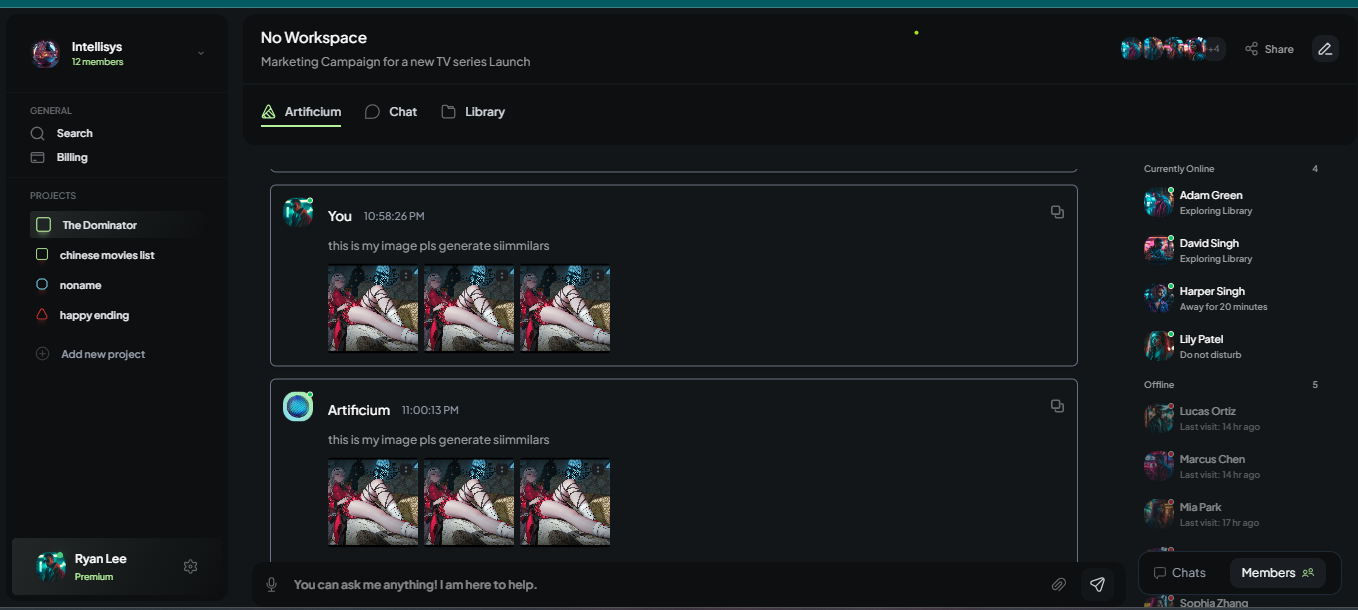 Intellisys
12 members
GENERAL
Search
Billing
PROJECTS
The Dominator
chinese movies list
noname
happy ending
Add new project
Ryan Lee
Premium
No Workspace
Marketing Campaign for a new TV series Launch
+4
Share
Artificium
Chat
Library
You 10:58:26 PM
this is my image pls generate siimmilars
Artificium 11:00:13 PM
this is my image pls generate siimmilars
You can ask me anything! I am here to help.
Currently Online 4
Adam Green
Exploring Library
David Singh
Exploring Library
Harper Singh
Away for 20 minutes
Lily Patel
Do not disturb
Offline 5
Lucas Ortiz
Last visit: 14 hr ago
Marcus Chen
Last visit: 14 hr ago
Mia Park
Last visit: 17 hr ago
Chats
Members
Sophia Zhang